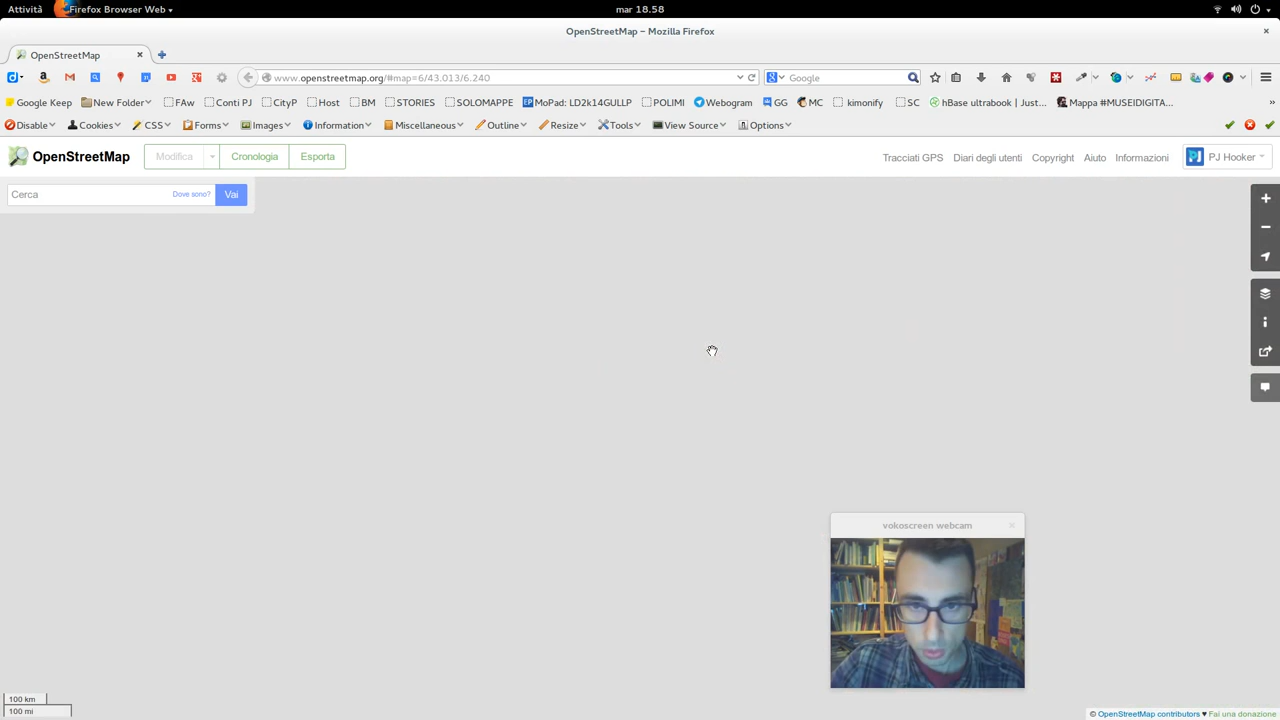 Attività Firefox Browser Web mar 18.58
OpenStreetMap – Mozilla Firefox
OpenStreetMap
www.openstreetmap.org/#map=6/43.013/6.240 Google
Google Keep New Folder FAw Conti PJ CityP Host BM STORIES SOLOMAPPE MoPad: LD2k14GULLP POLIMI Webogram GG MC kimonify SC hBase ultrabook | Just... Mappa #MUSEIDIGITA...
Disable Cookies CSS Forms Images Information Miscellaneous Outline Resize Tools View Source Options
OpenStreetMap Modifica Cronologia Esporta Tracciati GPS Diari degli utenti Copyright Aiuto Informazioni PJ Hooker
Cerca Dove sono? Vai
vokoscreen webcam
100 km
100 mi
© OpenStreetMap contributors ♥ Fai una donazione